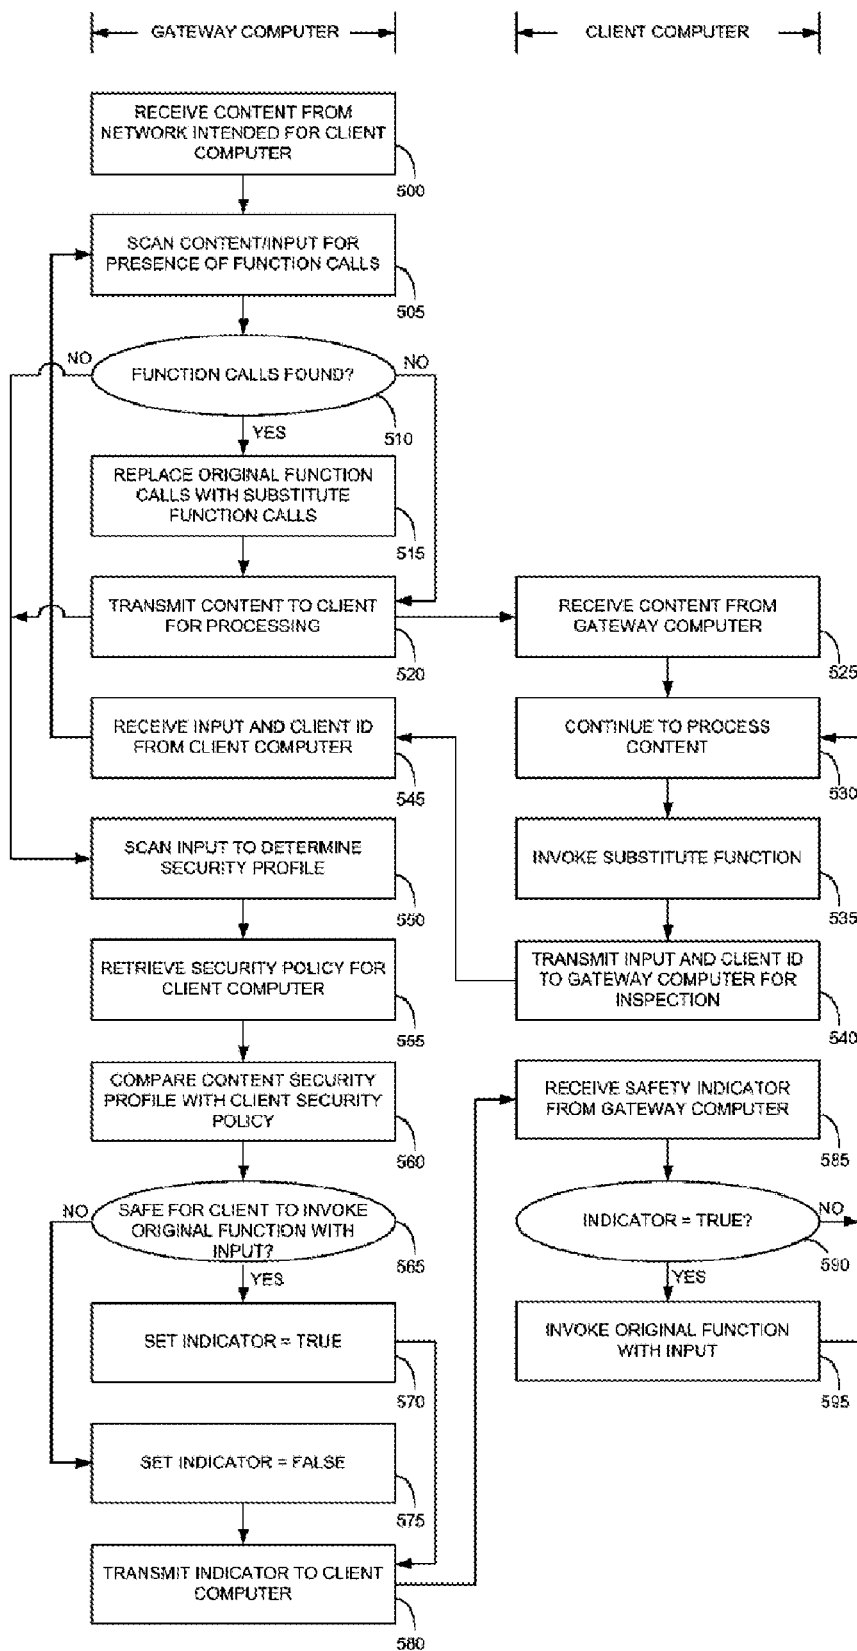 GATEWAY COMPUTER
CLIENT COMPUTER
RECEIVE CONTENT FROM
NETWORK INTENDED FOR CLIENT
COMPUTER
500
SCAN CONTENT/INPUT FOR
PRESENCE OF FUNCTION CALLS
505
NO
FUNCTION CALLS FOUND?
NO
510
YES
REPLACE ORIGINAL FUNCTION
CALLS WITH SUBSTITUTE
FUNCTION CALLS
515
TRANSMIT CONTENT TO CLIENT
FOR PROCESSING
520
RECEIVE CONTENT FROM
GATEWAY COMPUTER
525
RECEIVE INPUT AND CLIENT ID
FROM CLIENT COMPUTER
545
CONTINUE TO PROCESS
CONTENT
530
SCAN INPUT TO DETERMINE
SECURITY PROFILE
550
INVOKE SUBSTITUTE FUNCTION
535
RETRIEVE SECURITY POLICY FOR
CLIENT COMPUTER
555
TRANSMIT INPUT AND CLIENT ID
TO GATEWAY COMPUTER FOR
INSPECTION
540
COMPARE CONTENT SECURITY
PROFILE WITH CLIENT SECURITY
POLICY
560
RECEIVE SAFETY INDICATOR
FROM GATEWAY COMPUTER
585
NO
SAFE FOR CLIENT TO INVOKE
ORIGINAL FUNCTION WITH
INPUT?
565
YES
INDICATOR = TRUE?
NO
590
YES
SET INDICATOR = TRUE
570
INVOKE ORIGINAL FUNCTION
WITH INPUT
595
SET INDICATOR = FALSE
575
TRANSMIT INDICATOR TO CLIENT
COMPUTER
580